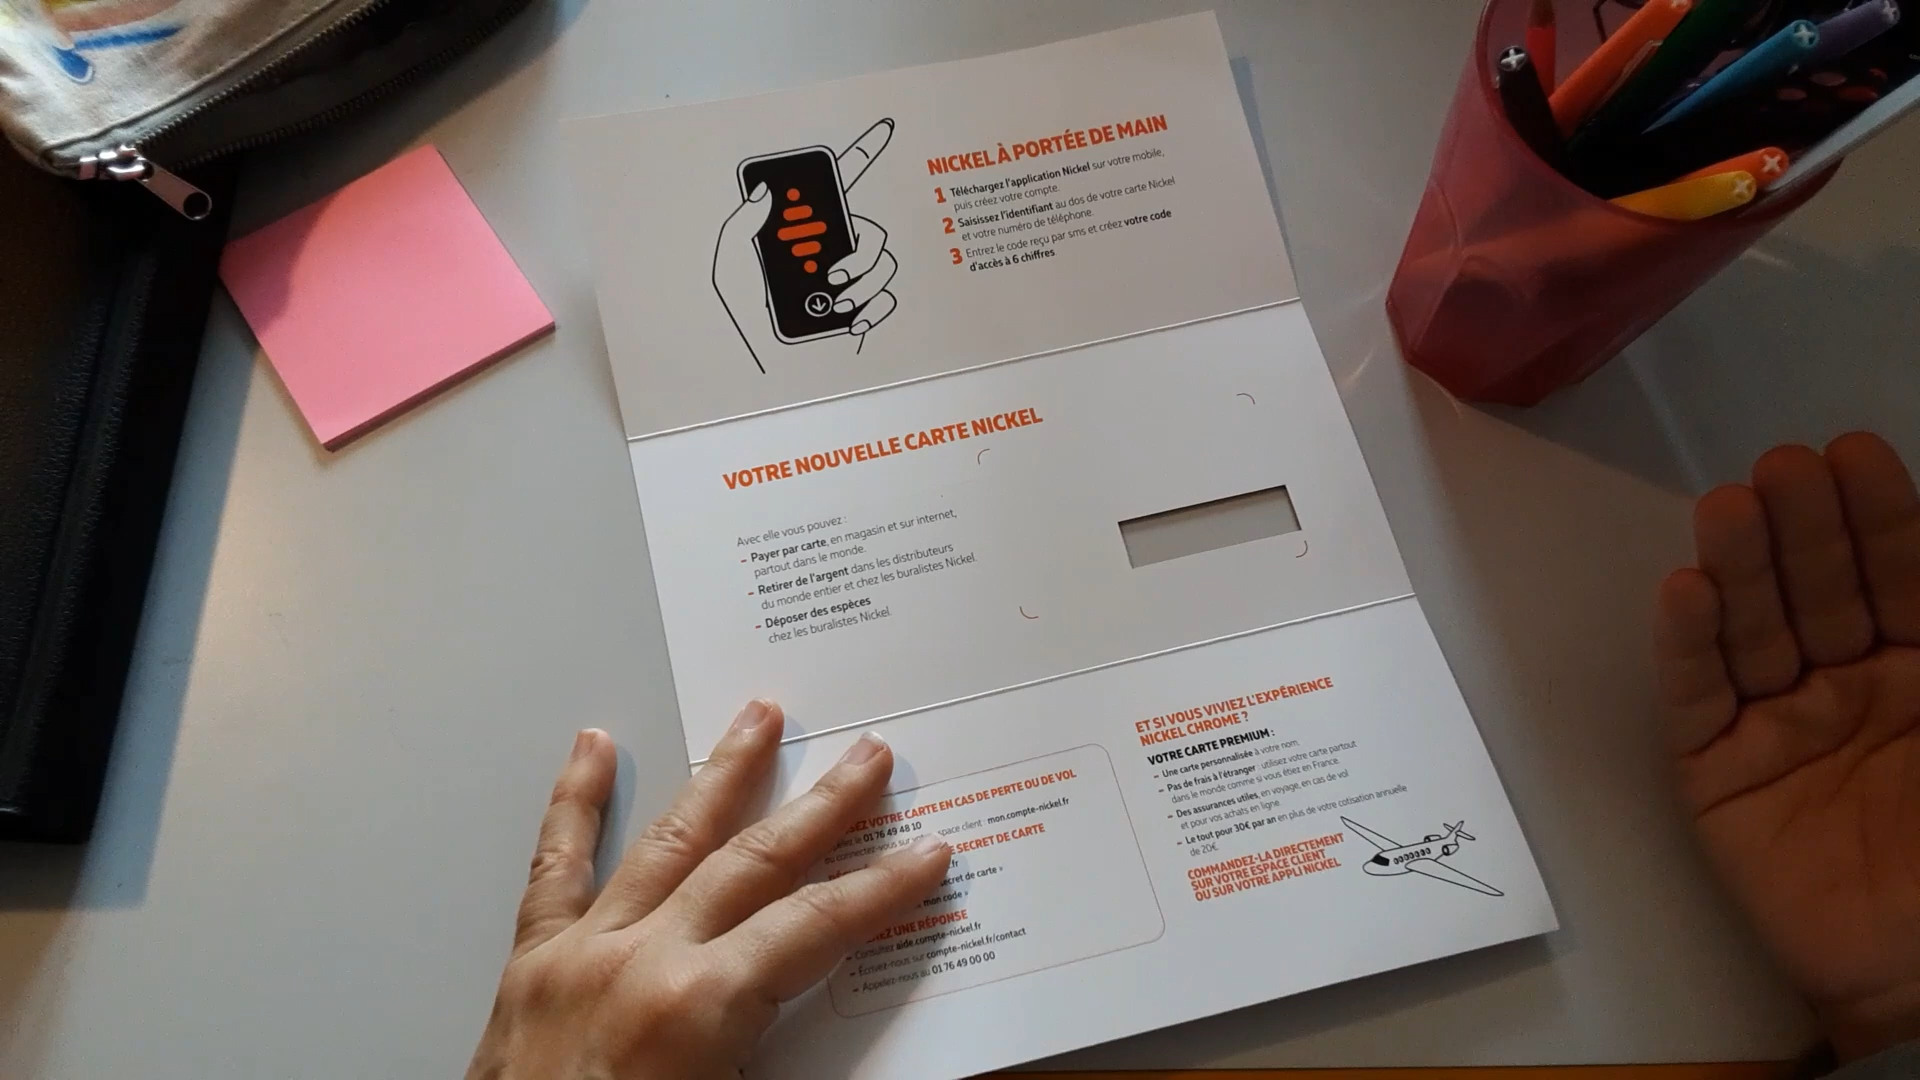 NICKEL À PORTÉE DE MAIN
1 Téléchargez l'application Nickel sur votre mobile,
puis créez votre compte.
2 Saisissez l'identifiant au dos de votre carte Nickel
et votre numéro de téléphone.
3 Entrez le code reçu par sms et créez votre code
d'accès à 6 chiffres
VOTRE NOUVELLE CARTE NICKEL
Avec elle vous pouvez :
– Payer par carte, en magasin et sur internet,
partout dans le monde.
– Retirer de l'argent dans les distributeurs
du monde entier et chez les buralistes Nickel.
– Déposer des espèces
chez les buralistes Nickel.
VOTRE CARTE EN CAS DE PERTE OU DE VOL
le 01 76 49 48 10
ou connectez-vous sur espace client : mon.compte-nickel.fr
SECRET DE CARTE
.fr
secret de carte »
mon code »
UNE RÉPONSE
– Consultez aide.compte-nickel.fr
– Écrivez-nous sur compte-nickel.fr/contact
– Appelez-nous au 01 76 49 00 00
ET SI VOUS VIVIEZ L'EXPÉRIENCE
NICKEL CHROME ?
VOTRE CARTE PREMIUM :
– Une carte personnalisée à votre nom.
– Pas de frais à l'étranger : utilisez votre carte partout
dans le monde comme si vous étiez en France.
– Des assurances utiles, en voyage, en cas de vol
et pour vos achats en ligne.
– Le tout pour 30€ par an en plus de votre cotisation annuelle
de 20€.
COMMANDEZ-LA DIRECTEMENT
SUR VOTRE ESPACE CLIENT
OU SUR VOTRE APPLI NICKEL